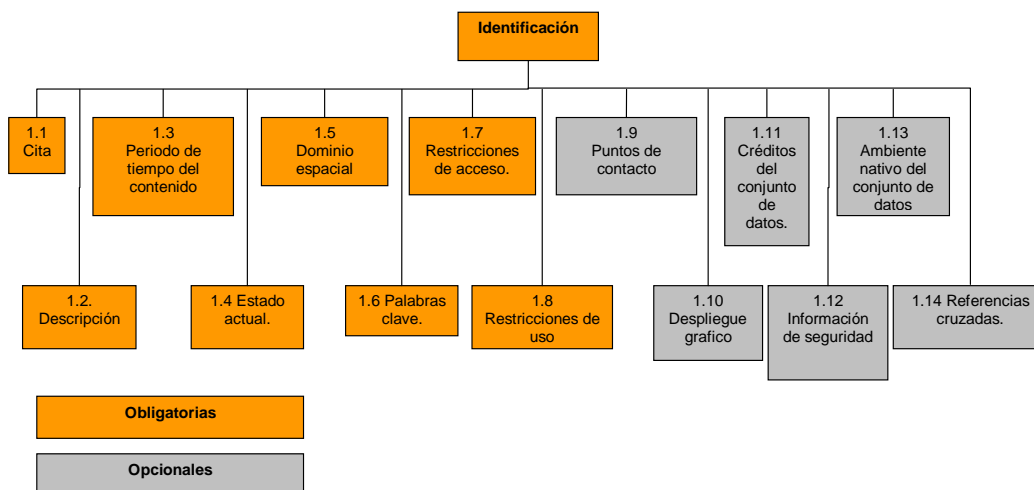 Identificación
1.1
Cita
1.3
Periodo de
tiempo del
contenido
1.5
Dominio
espacial
1.7
Restricciones
de acceso.
1.9
Puntos de
contacto
1.11
Créditos
del
conjunto
de
datos.
1.13
Ambiente
nativo del
conjunto de
datos
1.2.
Descripción
1.4 Estado
actual.
1.6 Palabras
clave.
1.8
Restricciones de
uso
1.10
Despliegue
grafico
1.12
Información
de seguridad
1.14 Referencias
cruzadas.
Obligatorias
Opcionales